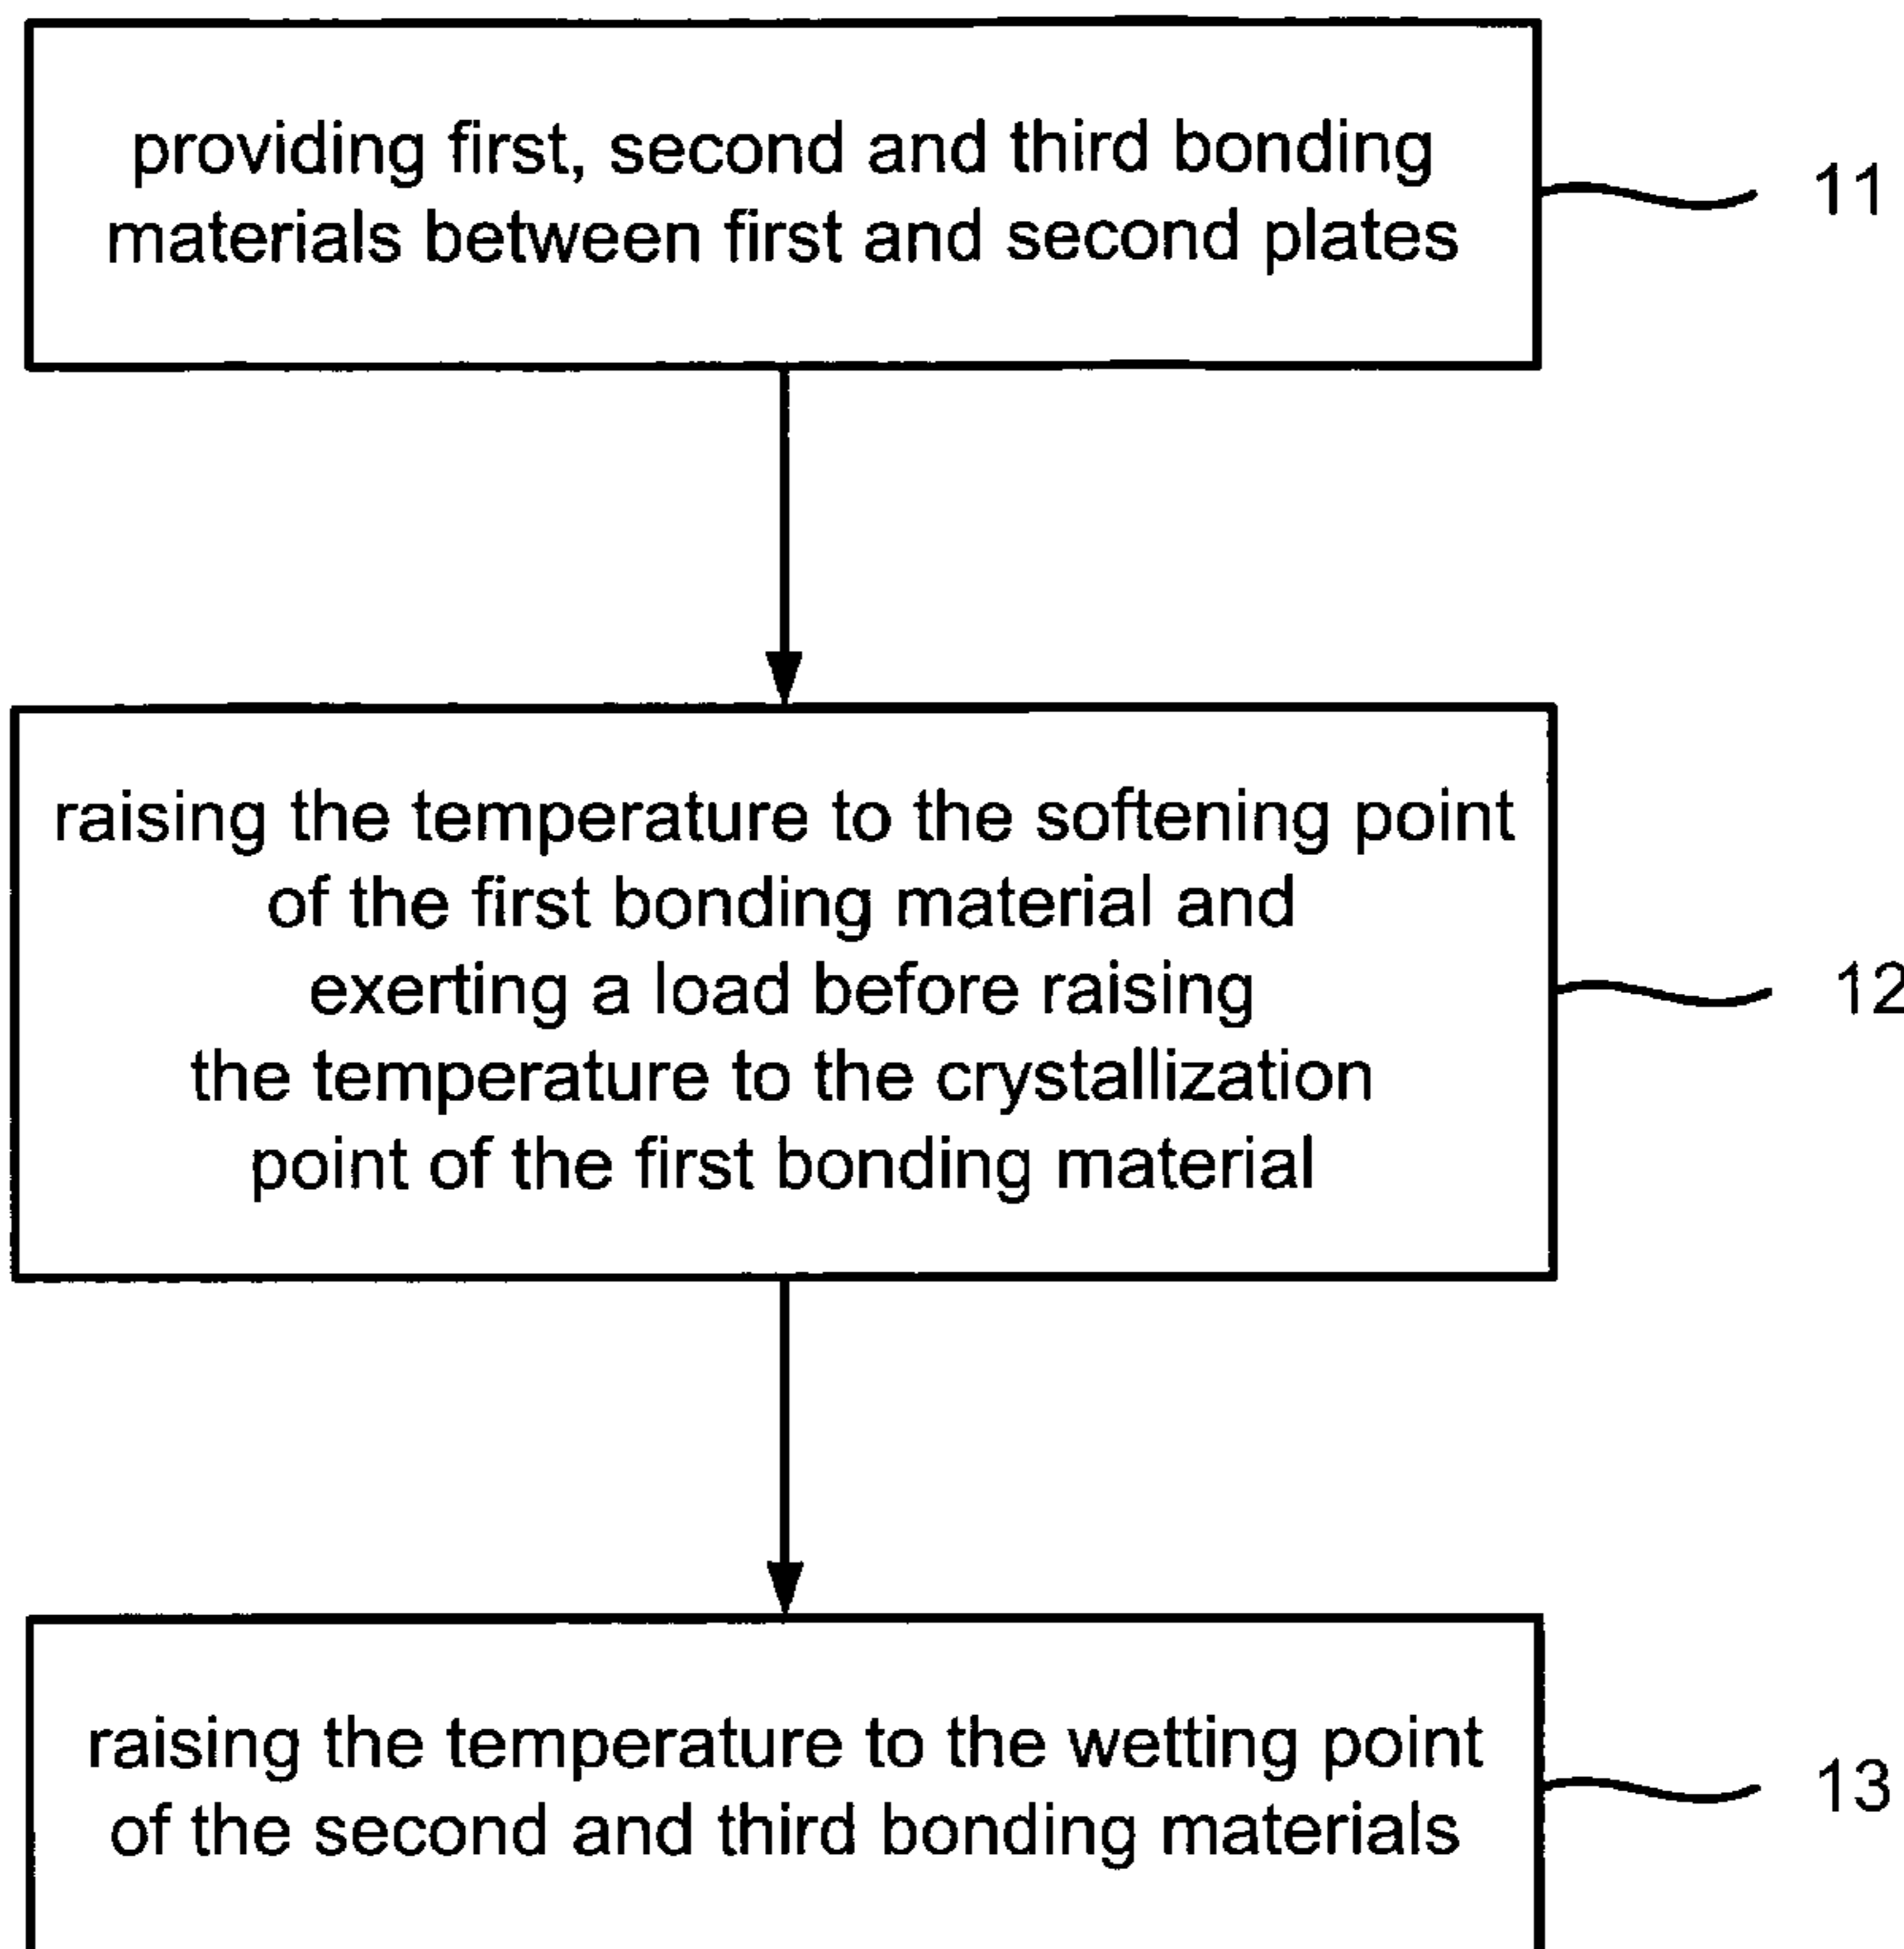 providing first, second and third bonding
materials between first and second plates
11
raising the temperature to the softening point
of the first bonding material and
exerting a load before raising
the temperature to the crystallization
point of the first bonding material
12
raising the temperature to the wetting point
of the second and third bonding materials
13